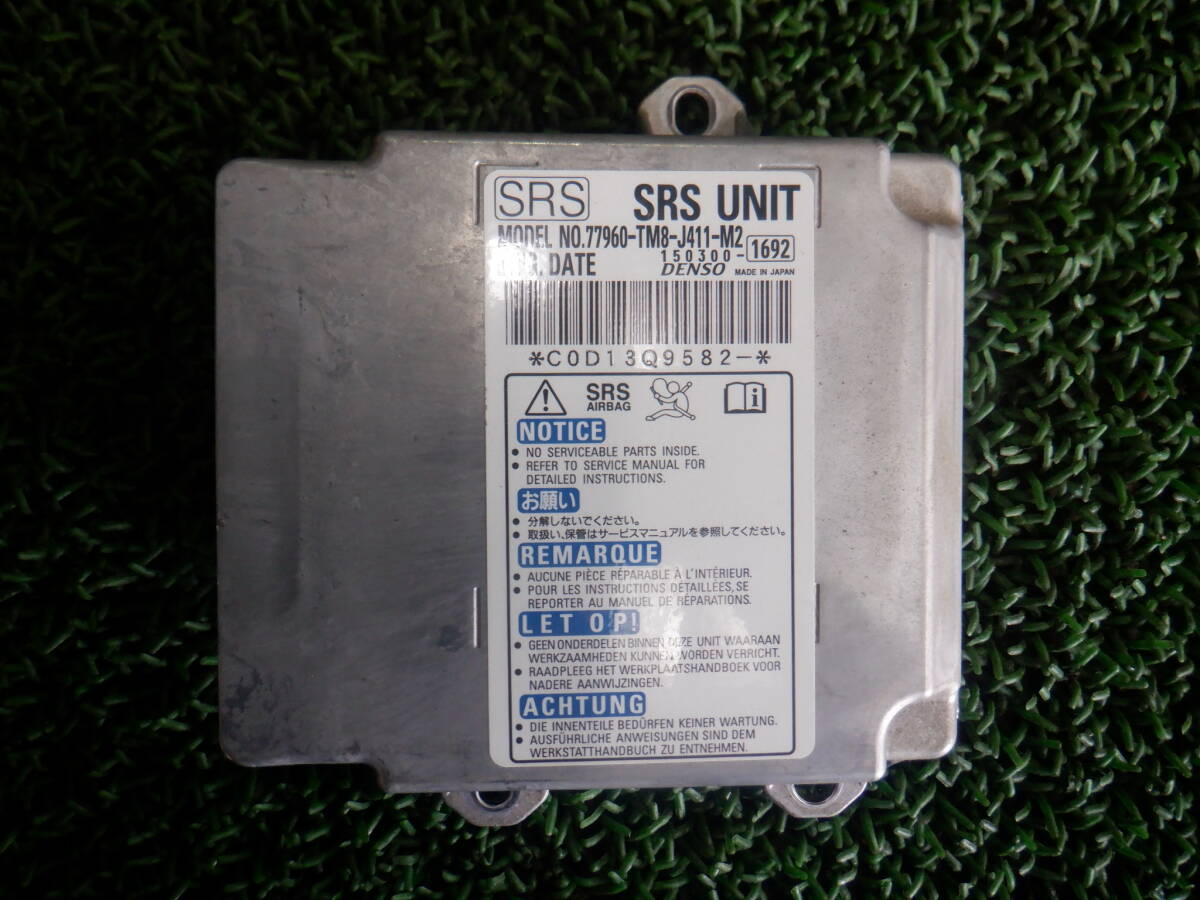 SRS SRS UNIT
MODEL NO.77960-TM8-J411-M2
DATE 150300-1692
DENSO MADE IN JAPAN
*C0D13Q9582-*
SRS
AIRBAG
NOTICE
• NO SERVICEABLE PARTS INSIDE.
• REFER TO SERVICE MANUAL FOR
DETAILED INSTRUCTIONS.
お願い
• 分解しないでください。
• 取扱い、保管はサービスマニュアルを参照してください。
REMARQUE
• AUCUNE PIÈCE RÉPARABLE À L'INTÉRIEUR.
• POUR LES INSTRUCTIONS DÉTAILLÉES, SE
REPORTER AU MANUEL DE RÉPARATIONS.
LET OP!
• GEEN ONDERDELEN BINNEN DEZE UNIT WAARAAN
WERKZAAMHEDEN KUNNEN WORDEN VERRICHT.
• RAADPLEEG HET WERKPLAATSHANDBOEK VOOR
NADERE AANWIJZINGEN.
ACHTUNG
• DIE INNENTEILE BEDÜRFEN KEINER WARTUNG.
• AUSFÜHRLICHE ANWEISUNGEN SIND DEM
WERKSTATTHANDBUCH ZU ENTNEHMEN.